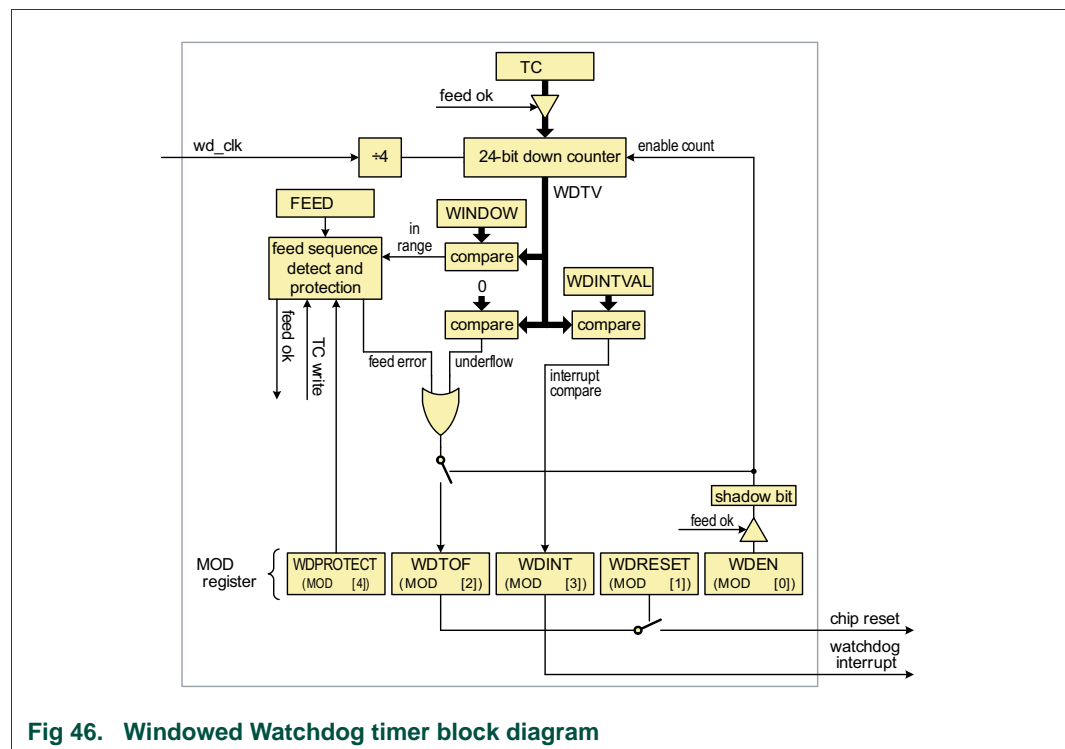 TC
feed ok
wd_clk
÷4
24-bit down counter
enable count
WDTV
FEED
WINDOW
in
range
feed sequence
detect and
protection
compare
WDINTVAL
0
compare
compare
feed ok
TC write
feed error
underflow
interrupt
compare
shadow bit
feed ok
MOD
register
WDPROTECT
(MOD [4])
WDTOF
(MOD [2])
WDINT
(MOD [3])
WDRESET
(MOD [1])
WDEN
(MOD [0])
chip reset
watchdog
interrupt
Fig 46. Windowed Watchdog timer block diagram